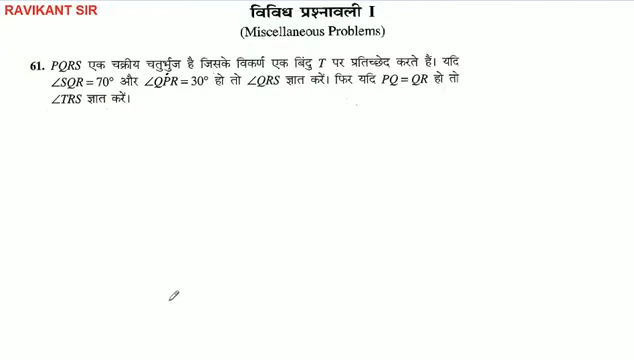 RAVIKANT SIR
विविध प्रश्नावली I
(Miscellaneous Problems)
61. PQRS एक चक्रीय चतुर्भुज है जिसके विकर्ण एक बिंदु T पर प्रतिच्छेद करते हैं। यदि
∠SQR = 70° और ∠QPR = 30° हो तो ∠QRS ज्ञात करें। फिर यदि PQ = QR हो तो
∠TRS ज्ञात करें।